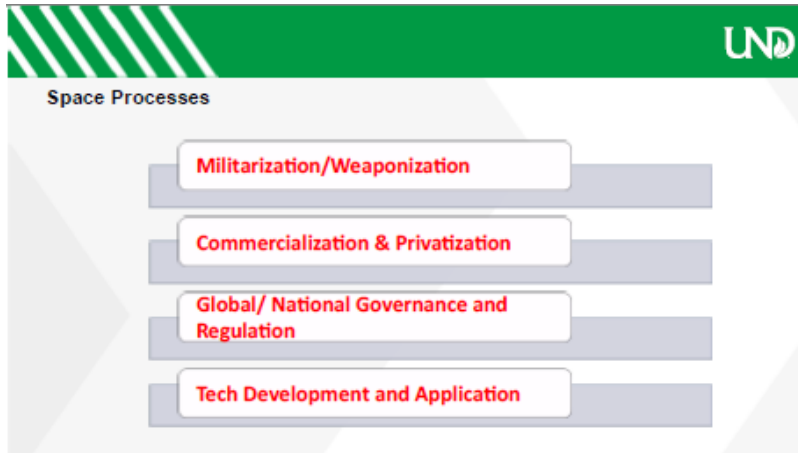 UND
Space Processes
Militarization/Weaponization
Commercialization & Privatization
Global/ National Governance and
Regulation
Tech Development and Application